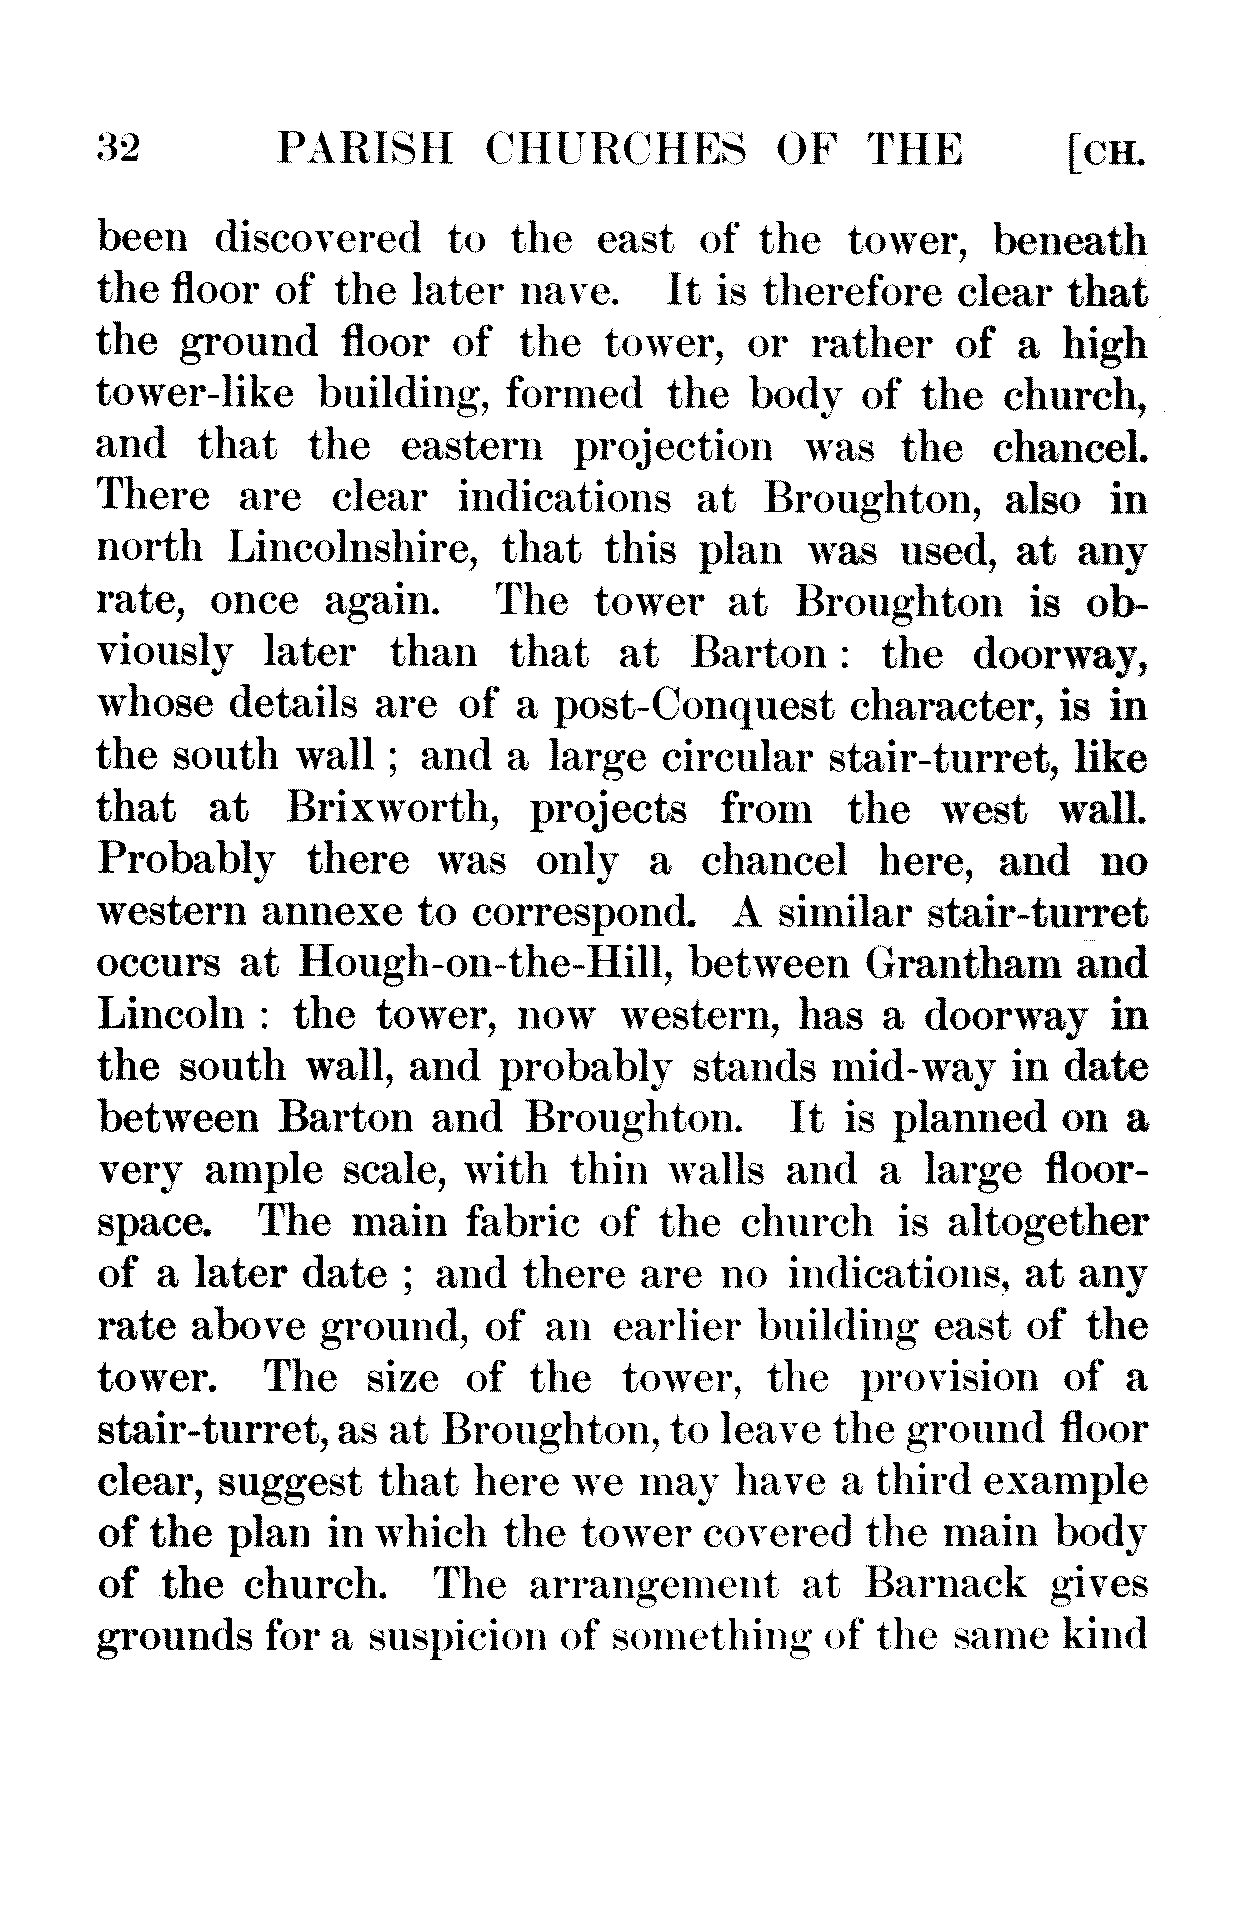 32 PARISH CHURCHES OF THE [CH.
been discovered to the east of the tower, beneath
the floor of the later nave. It is therefore clear that
the ground floor of the tower, or rather of a high
tower-like building, formed the body of the church,
and that the eastern projection was the chancel.
There are clear indications at Broughton, also in
north Lincolnshire, that this plan was used, at any
rate, once again. The tower at Broughton is ob-
viously later than that at Barton : the doorway,
whose details are of a post-Conquest character, is in
the south wall ; and a large circular stair-turret, like
that at Brixworth, projects from the west wall.
Probably there was only a chancel here, and no
western annexe to correspond. A similar stair-turret
occurs at Hough-on-the-Hill, between Grantham and
Lincoln : the tower, now western, has a doorway in
the south wall, and probably stands mid-way in date
between Barton and Broughton. It is planned on a
very ample scale, with thin walls and a large floor-
space. The main fabric of the church is altogether
of a later date ; and there are no indications, at any
rate above ground, of an earlier building east of the
tower. The size of the tower, the provision of a
stair-turret, as at Broughton, to leave the ground floor
clear, suggest that here we may have a third example
of the plan in which the tower covered the main body
of the church. The arrangement at Barnack gives
grounds for a suspicion of something of the same kind